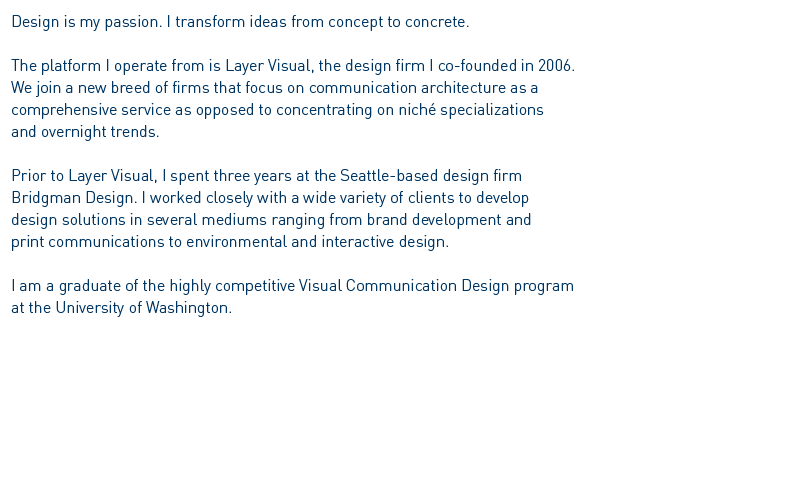 Design is my passion. I transform ideas from concept to concrete.
The platform I operate from is Layer Visual, the design firm I co-founded in 2006.
We join a new breed of firms that focus on communication architecture as a
comprehensive service as opposed to concentrating on niché specializations
and overnight trends.
Prior to Layer Visual, I spent three years at the Seattle-based design firm
Bridgman Design. I worked closely with a wide variety of clients to develop
design solutions in several mediums ranging from brand development and
print communications to environmental and interactive design.
I am a graduate of the highly competitive Visual Communication Design program
at the University of Washington.